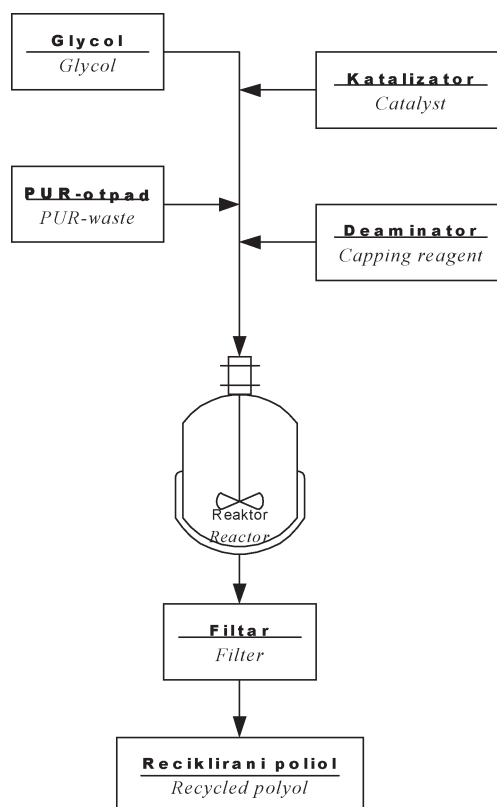 Glycol
Glycol
Katalizator
Catalyst
PUR-otpad
PUR-waste
Deaminator
Capping reagent
Reaktor
Reactor
Filtar
Filter
Reciklirani poliol
Recycled polyol